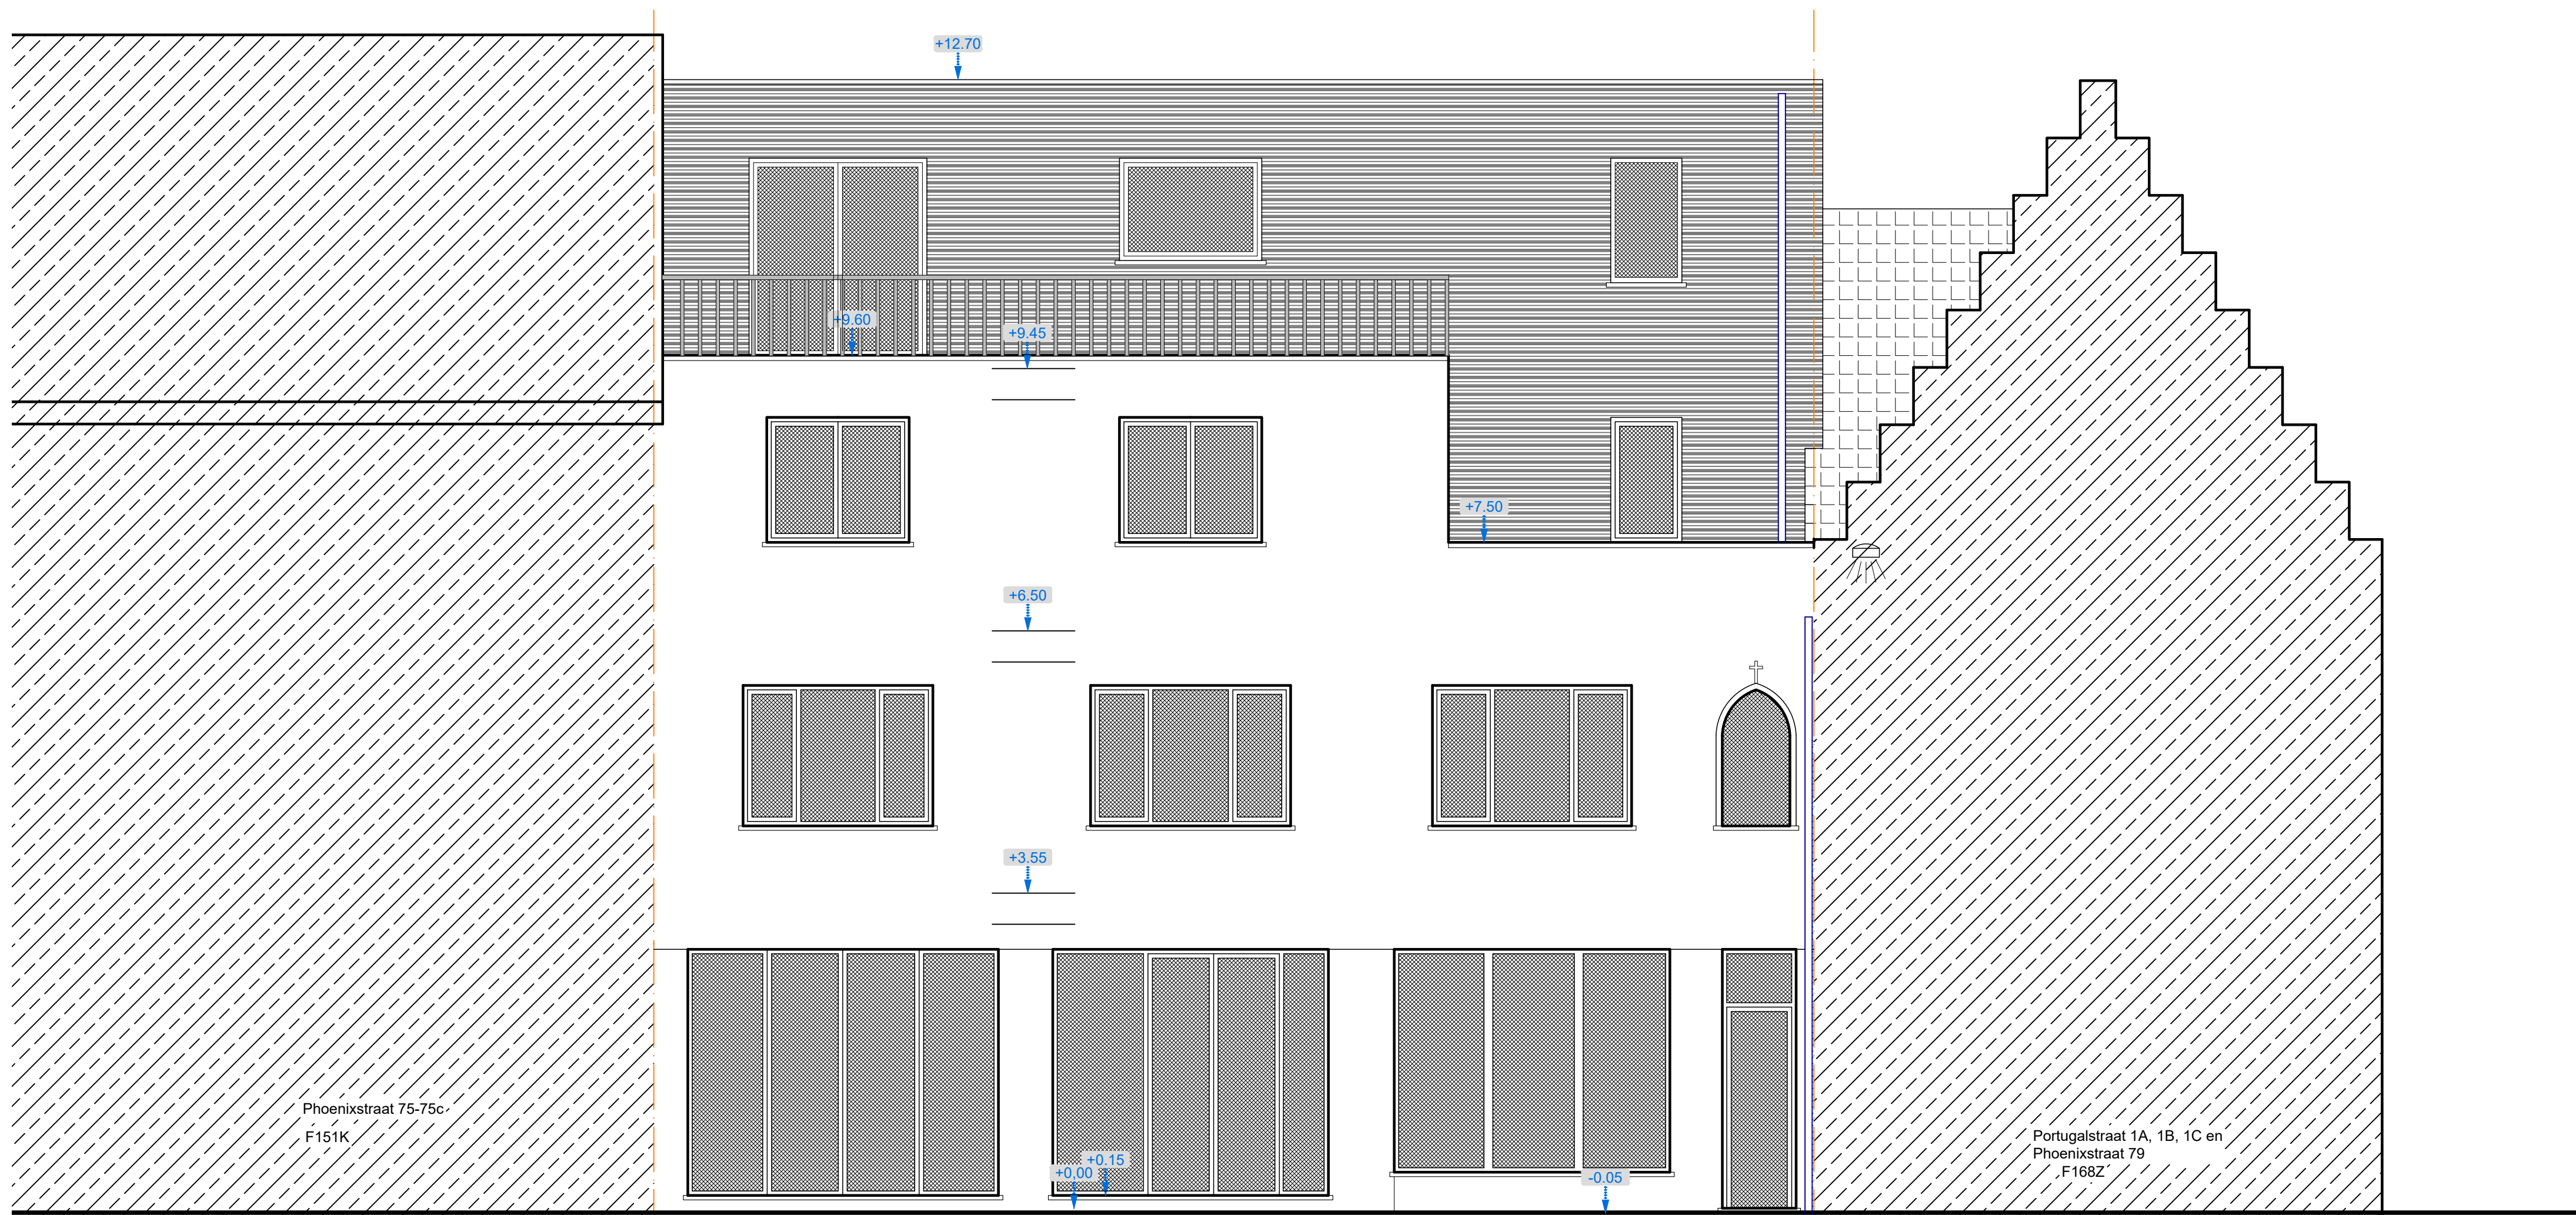 +12.70
+9.60
+9.45
+7.50
+6.50
+3.55
Phoenixstraat 75-75c
F151K
+0.15
+0.00
-0.05
Portugalstraat 1A, 1B, 1C en
Phoenixstraat 79
F168Z